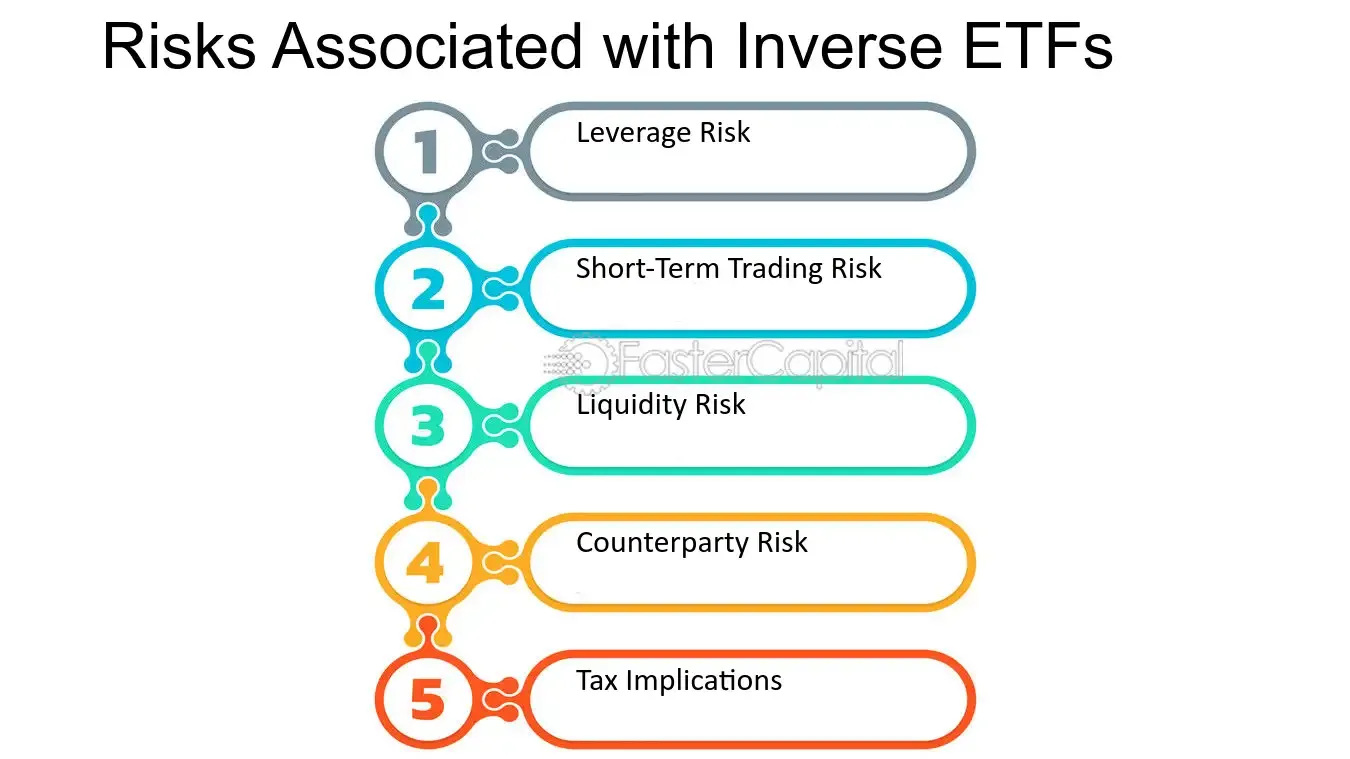 Risks Associated with Inverse ETFs
1
Leverage Risk
2
Short-Term Trading Risk
FasterCapital
3
Liquidity Risk
4
Counterparty Risk
5
Tax Implications